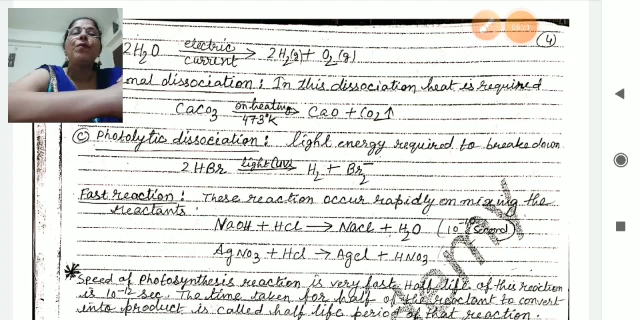 (4)
2H2O electric current → 2H2(g) + O2(g)
onal dissociation: In this dissociation heat is required
CaCO3 on heating 473°K → CaO + CO2↑
(c) Photolytic dissociation: light energy required to breakdown
2HBr light (UV) → H2 + Br2
Fast reaction: These reaction occur rapidly on mixing the
reactants.
NaOH + HCl → NaCl + H2O (10⁻¹⁰ Second)
AgNO3 + HCl → AgCl + HNO3
*Speed of Photosynthesis reaction is very fast. Half life of this reaction
is 10⁻¹² sec. The time taken for half of the reactant to convert
into product is called half life period of that reaction.